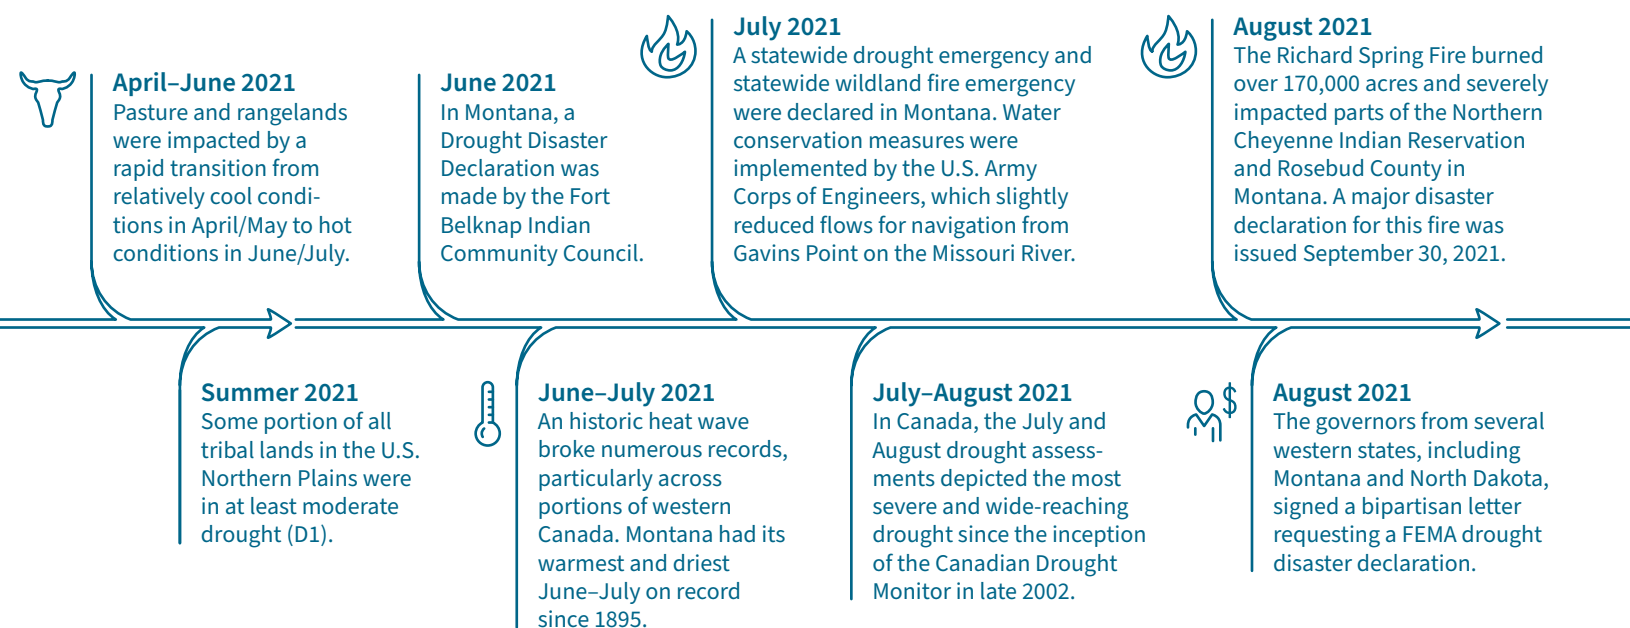 April–June 2021
Pasture and rangelands
were impacted by a
rapid transition from
relatively cool condi-
tions in April/May to hot
conditions in June/July.
Summer 2021
Some portion of all
tribal lands in the U.S.
Northern Plains were
in at least moderate
drought (D1).
June 2021
In Montana, a
Drought Disaster
Declaration was
made by the Fort
Belknap Indian
Community Council.
June–July 2021
An historic heat wave
broke numerous records,
particularly across
portions of western
Canada. Montana had its
warmest and driest
June–July on record
since 1895.
July 2021
A statewide drought emergency and
statewide wildland fire emergency
were declared in Montana. Water
conservation measures were
implemented by the U.S. Army
Corps of Engineers, which slightly
reduced flows for navigation from
Gavins Point on the Missouri River.
July–August 2021
In Canada, the July and
August drought assess-
ments depicted the most
severe and wide-reaching
drought since the inception
of the Canadian Drought
Monitor in late 2002.
August 2021
The Richard Spring Fire burned
over 170,000 acres and severely
impacted parts of the Northern
Cheyenne Indian Reservation
and Rosebud County in
Montana. A major disaster
declaration for this fire was
issued September 30, 2021.
$
August 2021
The governors from several
western states, including
Montana and North Dakota,
signed a bipartisan letter
requesting a FEMA drought
disaster declaration.